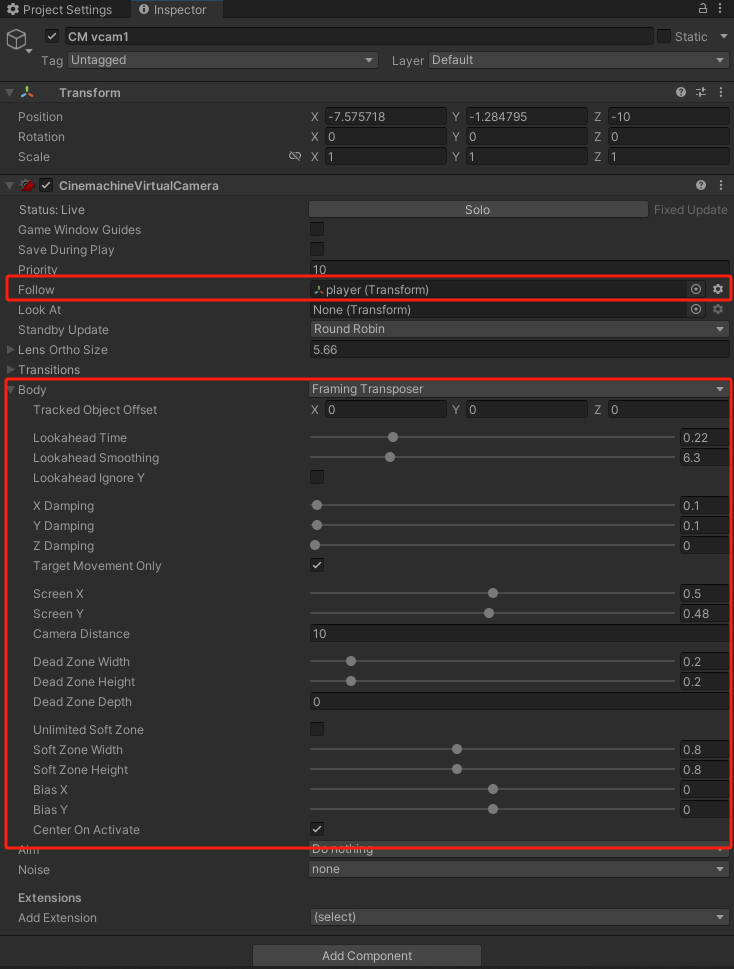 Project Settings Inspector
CM vcam1 Static
Tag Untagged Layer Default
Transform
Position X -7.575718 Y -1.284795 Z -10
Rotation X 0 Y 0 Z 0
Scale X 1 Y 1 Z 1
CinemachineVirtualCamera
Status: Live Solo Fixed Update
Game Window Guides
Save During Play
Priority 10
Follow player (Transform)
Look At None (Transform)
Standby Update Round Robin
Lens Ortho Size 5.66
Transitions
Body Framing Transposer
Tracked Object Offset X 0 Y 0 Z 0
Lookahead Time 0.22
Lookahead Smoothing 6.3
Lookahead Ignore Y
X Damping 0.1
Y Damping 0.1
Z Damping 0
Target Movement Only
Screen X 0.5
Screen Y 0.48
Camera Distance 10
Dead Zone Width 0.2
Dead Zone Height 0.2
Dead Zone Depth 0
Unlimited Soft Zone
Soft Zone Width 0.8
Soft Zone Height 0.8
Bias X 0
Bias Y 0
Center On Activate
Aim Do nothing
Noise none
Extensions
Add Extension (select)
Add Component